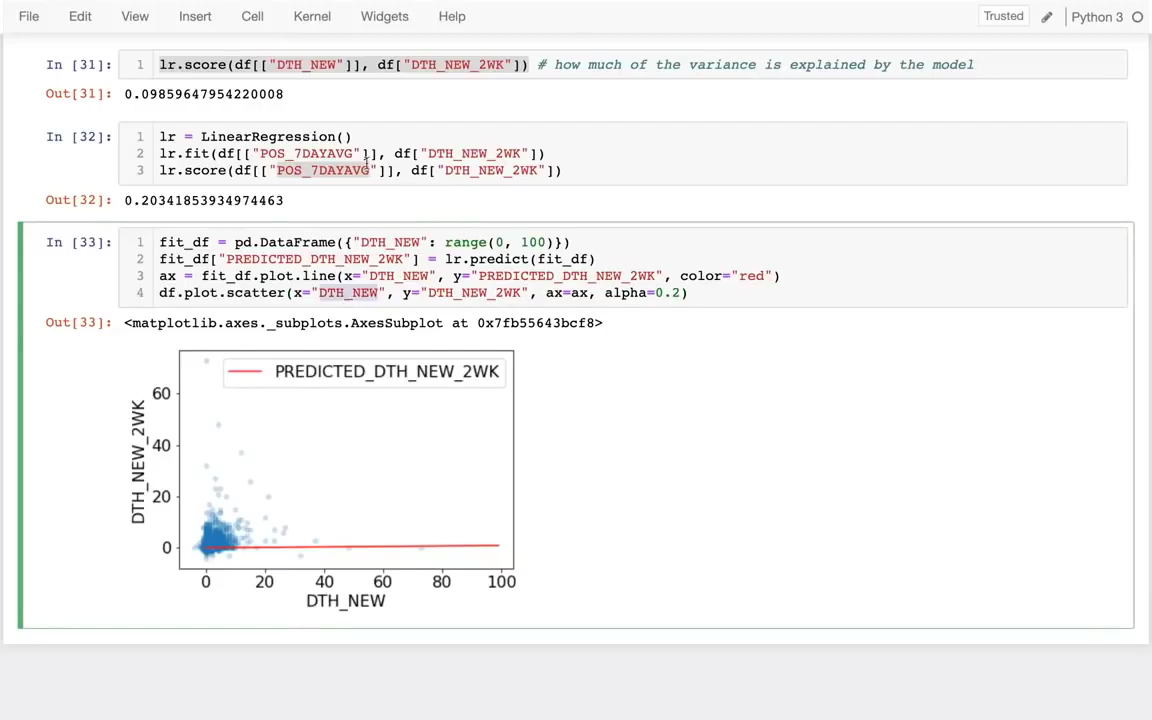 File Edit View Insert Cell Kernel Widgets Help Trusted Python 3
In [31]: 1 lr.score(df[["DTH_NEW"]], df["DTH_NEW_2WK"]) # how much of the variance is explained by the model
Out[31]: 0.09859647954220008
In [32]: 1 lr = LinearRegression()
2 lr.fit(df[["POS_7DAYAVG"]], df["DTH_NEW_2WK"])
3 lr.score(df[["POS_7DAYAVG"]], df["DTH_NEW_2WK"])
Out[32]: 0.20341853934974463
In [33]: 1 fit_df = pd.DataFrame({"DTH_NEW": range(0, 100)})
2 fit_df["PREDICTED_DTH_NEW_2WK"] = lr.predict(fit_df)
3 ax = fit_df.plot.line(x="DTH_NEW", y="PREDICTED_DTH_NEW_2WK", color="red")
4 df.plot.scatter(x="DTH_NEW", y="DTH_NEW_2WK", ax=ax, alpha=0.2)
Out[33]: <matplotlib.axes._subplots.AxesSubplot at 0x7fb55643bcf8>
PREDICTED_DTH_NEW_2WK
60
40
20
0
DTH_NEW_2WK
0 20 40 60 80 100
DTH_NEW